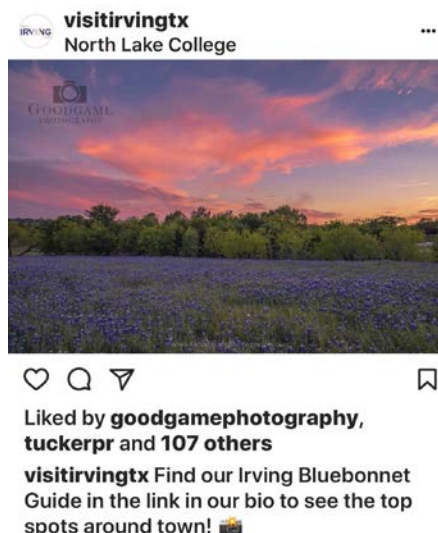 IRVING
visitirvingtx
North Lake College
GOODGAME
PHOTOGRAPHY
Liked by goodgamephotography,
tuckerpr and 107 others
visitirvingtx Find our Irving Bluebonnet
Guide in the link in our bio to see the top
spots around town! 📸